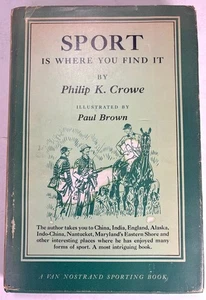 SPORT
IS WHERE YOU FIND IT
BY
Philip K. Crowe
ILLUSTRATED BY
Paul Brown
The author takes you to China, India, England, Alaska,
Indo-China, Nantucket, Maryland's Eastern Shore and
other interesting places where he has enjoyed many
forms of sport. A most intriguing book.
A VAN NOSTRAND SPORTING BOOK